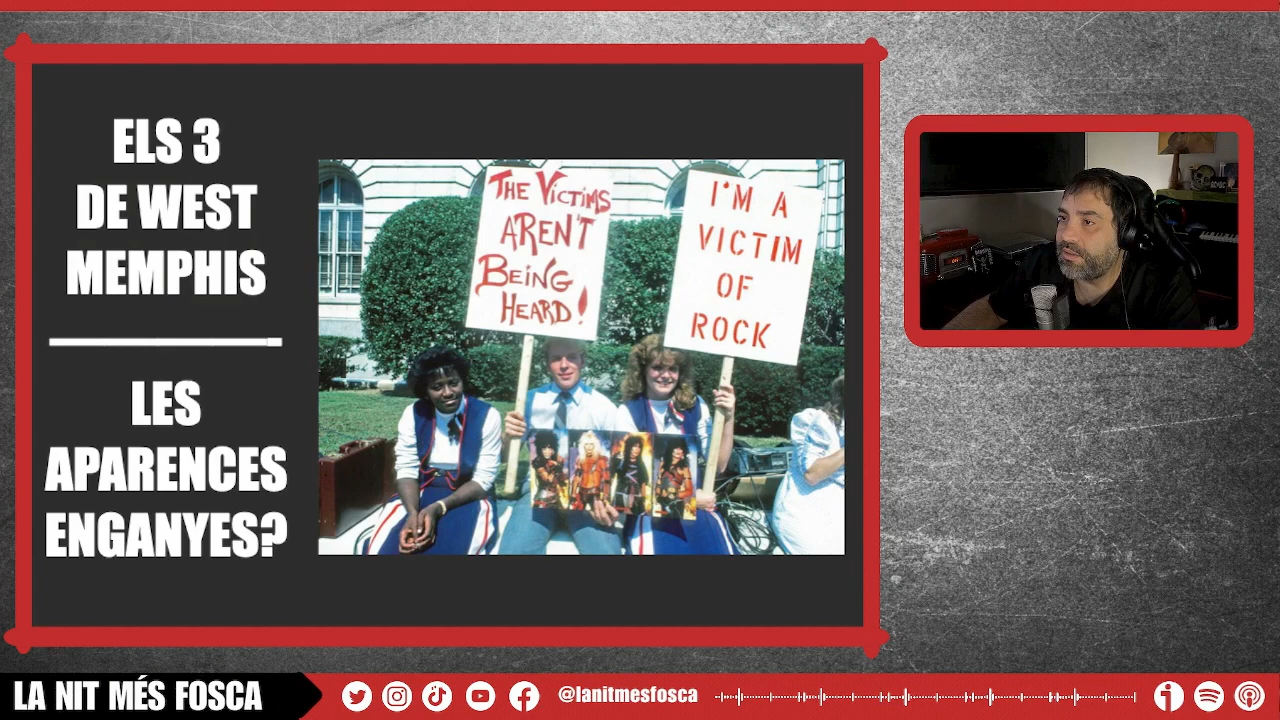 ELS 3
DE WEST
MEMPHIS
LES
APARENCES
ENGANYES?
THE VICTIMS
AREN'T
BEING
HEARD!
I'M A
VICTIM
OF
ROCK
LA NIT MÉS FOSCA
@lanitmesfosca